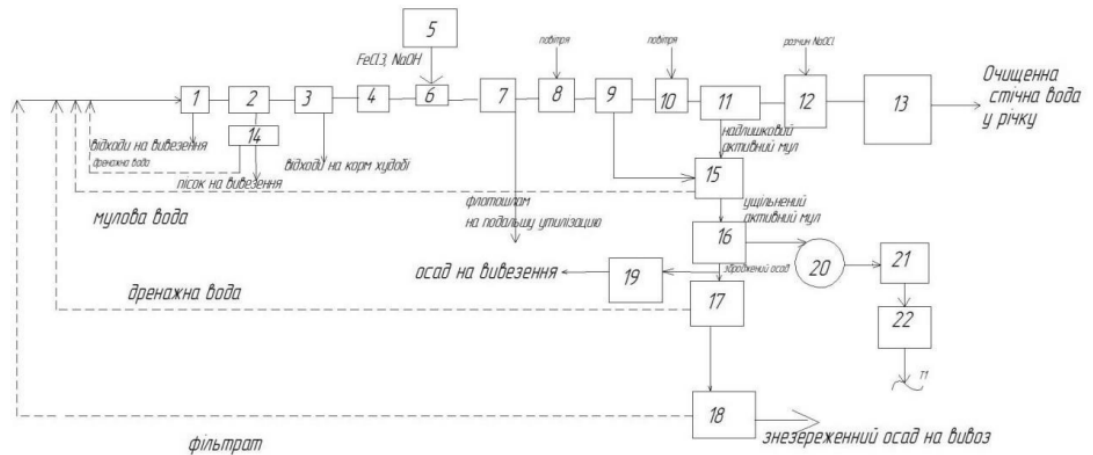 5
FeCl3, NaOH
повітря
повітря
розчин NaOCl
1
2
3
4
6
7
8
9
10
11
12
13
Очищенна
стічна вода
у річку
14
відходи на вивезення
дренажна вода
пісок на вивезення
відходи на корм худобі
надлишковий
активний мул
15
мулова вода
флотошлам
на подальшу утилізацію
ущільнений
активний мул
16
зброджений осад
20
21
осад на вивезення
19
17
22
дренажна вода
Т1
18
знезереженний осад на вивоз
фільтрат